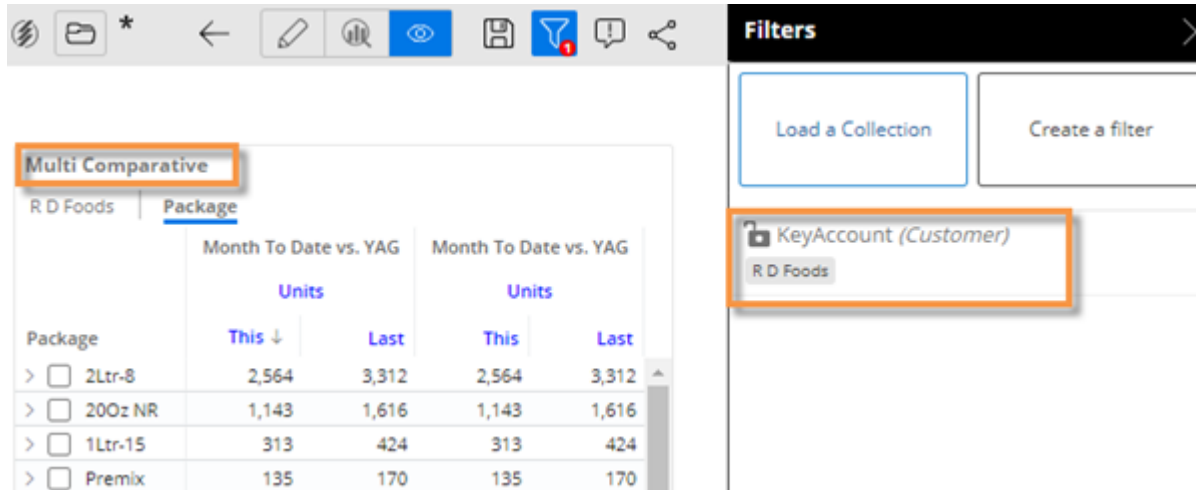 *
1
Filters
Load a Collection
Create a filter
Multi Comparative
R D Foods Package
Month To Date vs. YAG Month To Date vs. YAG
Units Units
Package This ↓ Last This Last
2Ltr-8 2,564 3,312 2,564 3,312
20Oz NR 1,143 1,616 1,143 1,616
1Ltr-15 313 424 313 424
Premix 135 170 135 170
KeyAccount (Customer)
R D Foods